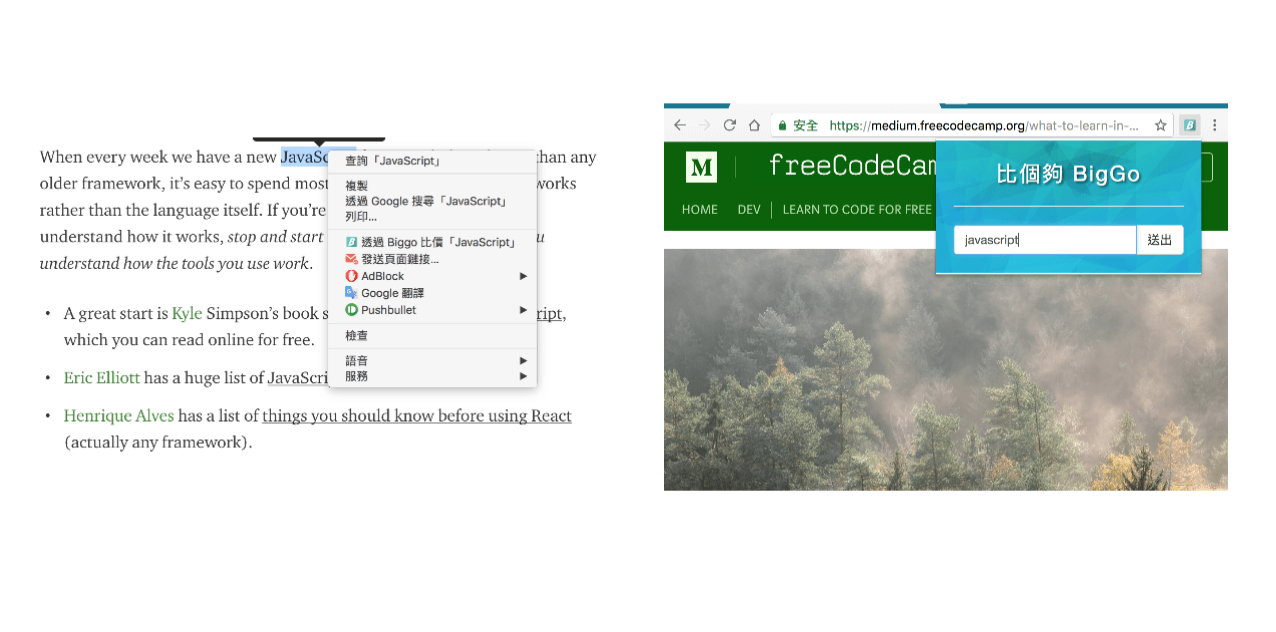 When every week we have a new JavaSc
than any
older framework, it's easy to spend most
works
rather than the language itself. If you're
understand how it works, stop and start
u
understand how the tools you use work.
• A great start is Kyle Simpson's book s
ript,
which you can read online for free.
• Eric Elliott has a huge list of JavaScri
• Henrique Alves has a list of things you should know before using React
(actually any framework).
查詢「JavaScript」
複製
透過 Google 搜尋「JavaScript」
列印...
透過 Biggo 比價「JavaScript」
發送頁面鏈接...
AdBlock
Google 翻譯
Pushbullet
檢查
語音
服務
安全 https://medium.freecodecamp.org/what-to-learn-in-...
M freeCodeCam
HOME DEV LEARN TO CODE FOR FREE
比個夠 BigGo
javascript 送出